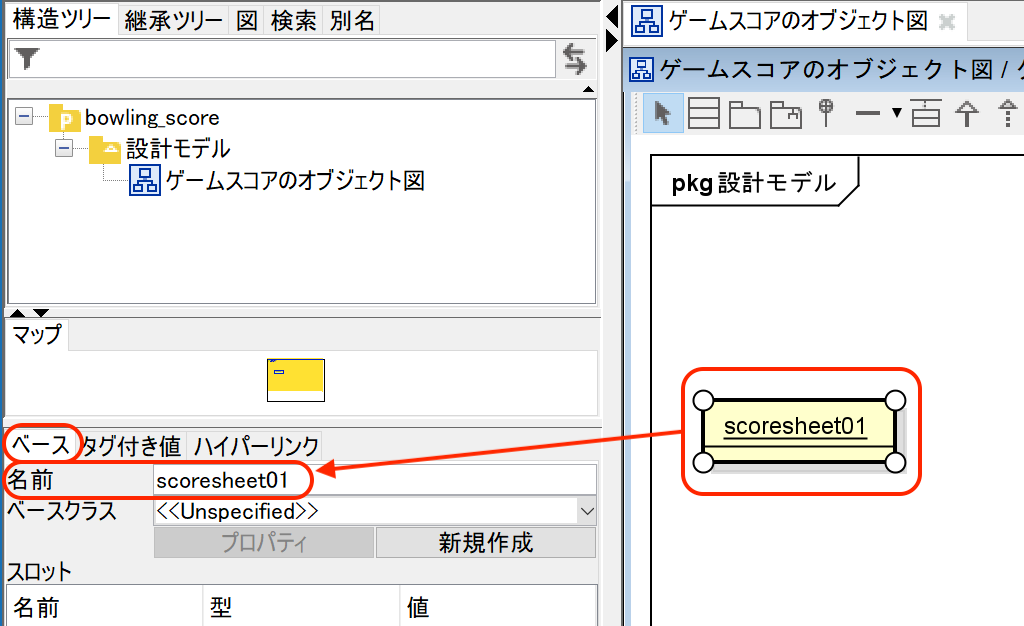 構造ツリー 継承ツリー 図 検索 別名
bowling_score
設計モデル
ゲームスコアのオブジェクト図
マップ
ベース タグ付き値 ハイパーリンク
名前 scoresheet01
ベースクラス <<Unspecified>>
プロパティ 新規作成
スロット
名前 型 値
ゲームスコアのオブジェクト図
ゲームスコアのオブジェクト図 /
pkg 設計モデル
scoresheet01